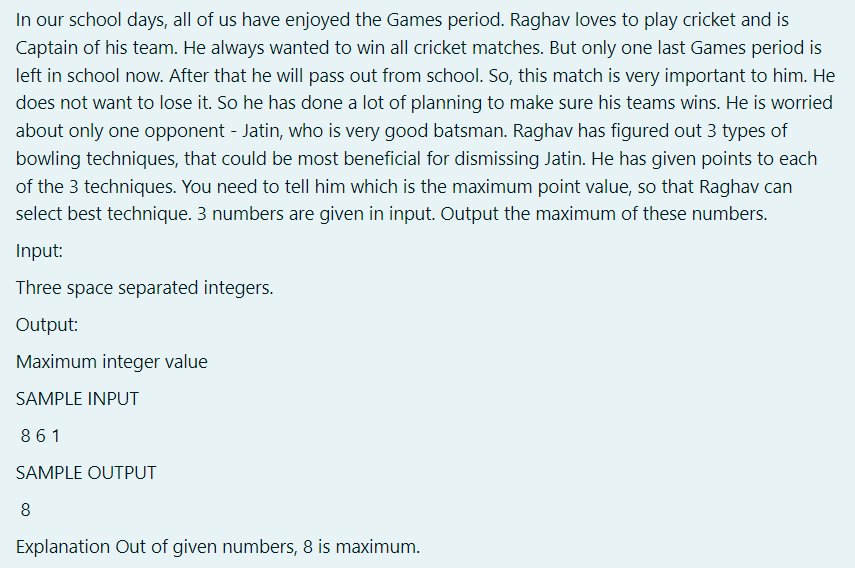 In our school days, all of us have enjoyed the Games period. Raghav loves to play cricket and is
Captain of his team. He always wanted to win all cricket matches. But only one last Games period is
left in school now. After that he will pass out from school. So, this match is very important to him. He
does not want to lose it. So he has done a lot of planning to make sure his teams wins. He is worried
about only one opponent - Jatin, who is very good batsman. Raghav has figured out 3 types of
bowling techniques, that could be most beneficial for dismissing Jatin. He has given points to each
of the 3 techniques. You need to tell him which is the maximum point value, so that Raghav can
select best technique. 3 numbers are given in input. Output the maximum of these numbers.
Input:
Three space separated integers.
Output:
Maximum integer value
SAMPLE INPUT
8 6 1
SAMPLE OUTPUT
8
Explanation Out of given numbers, 8 is maximum.